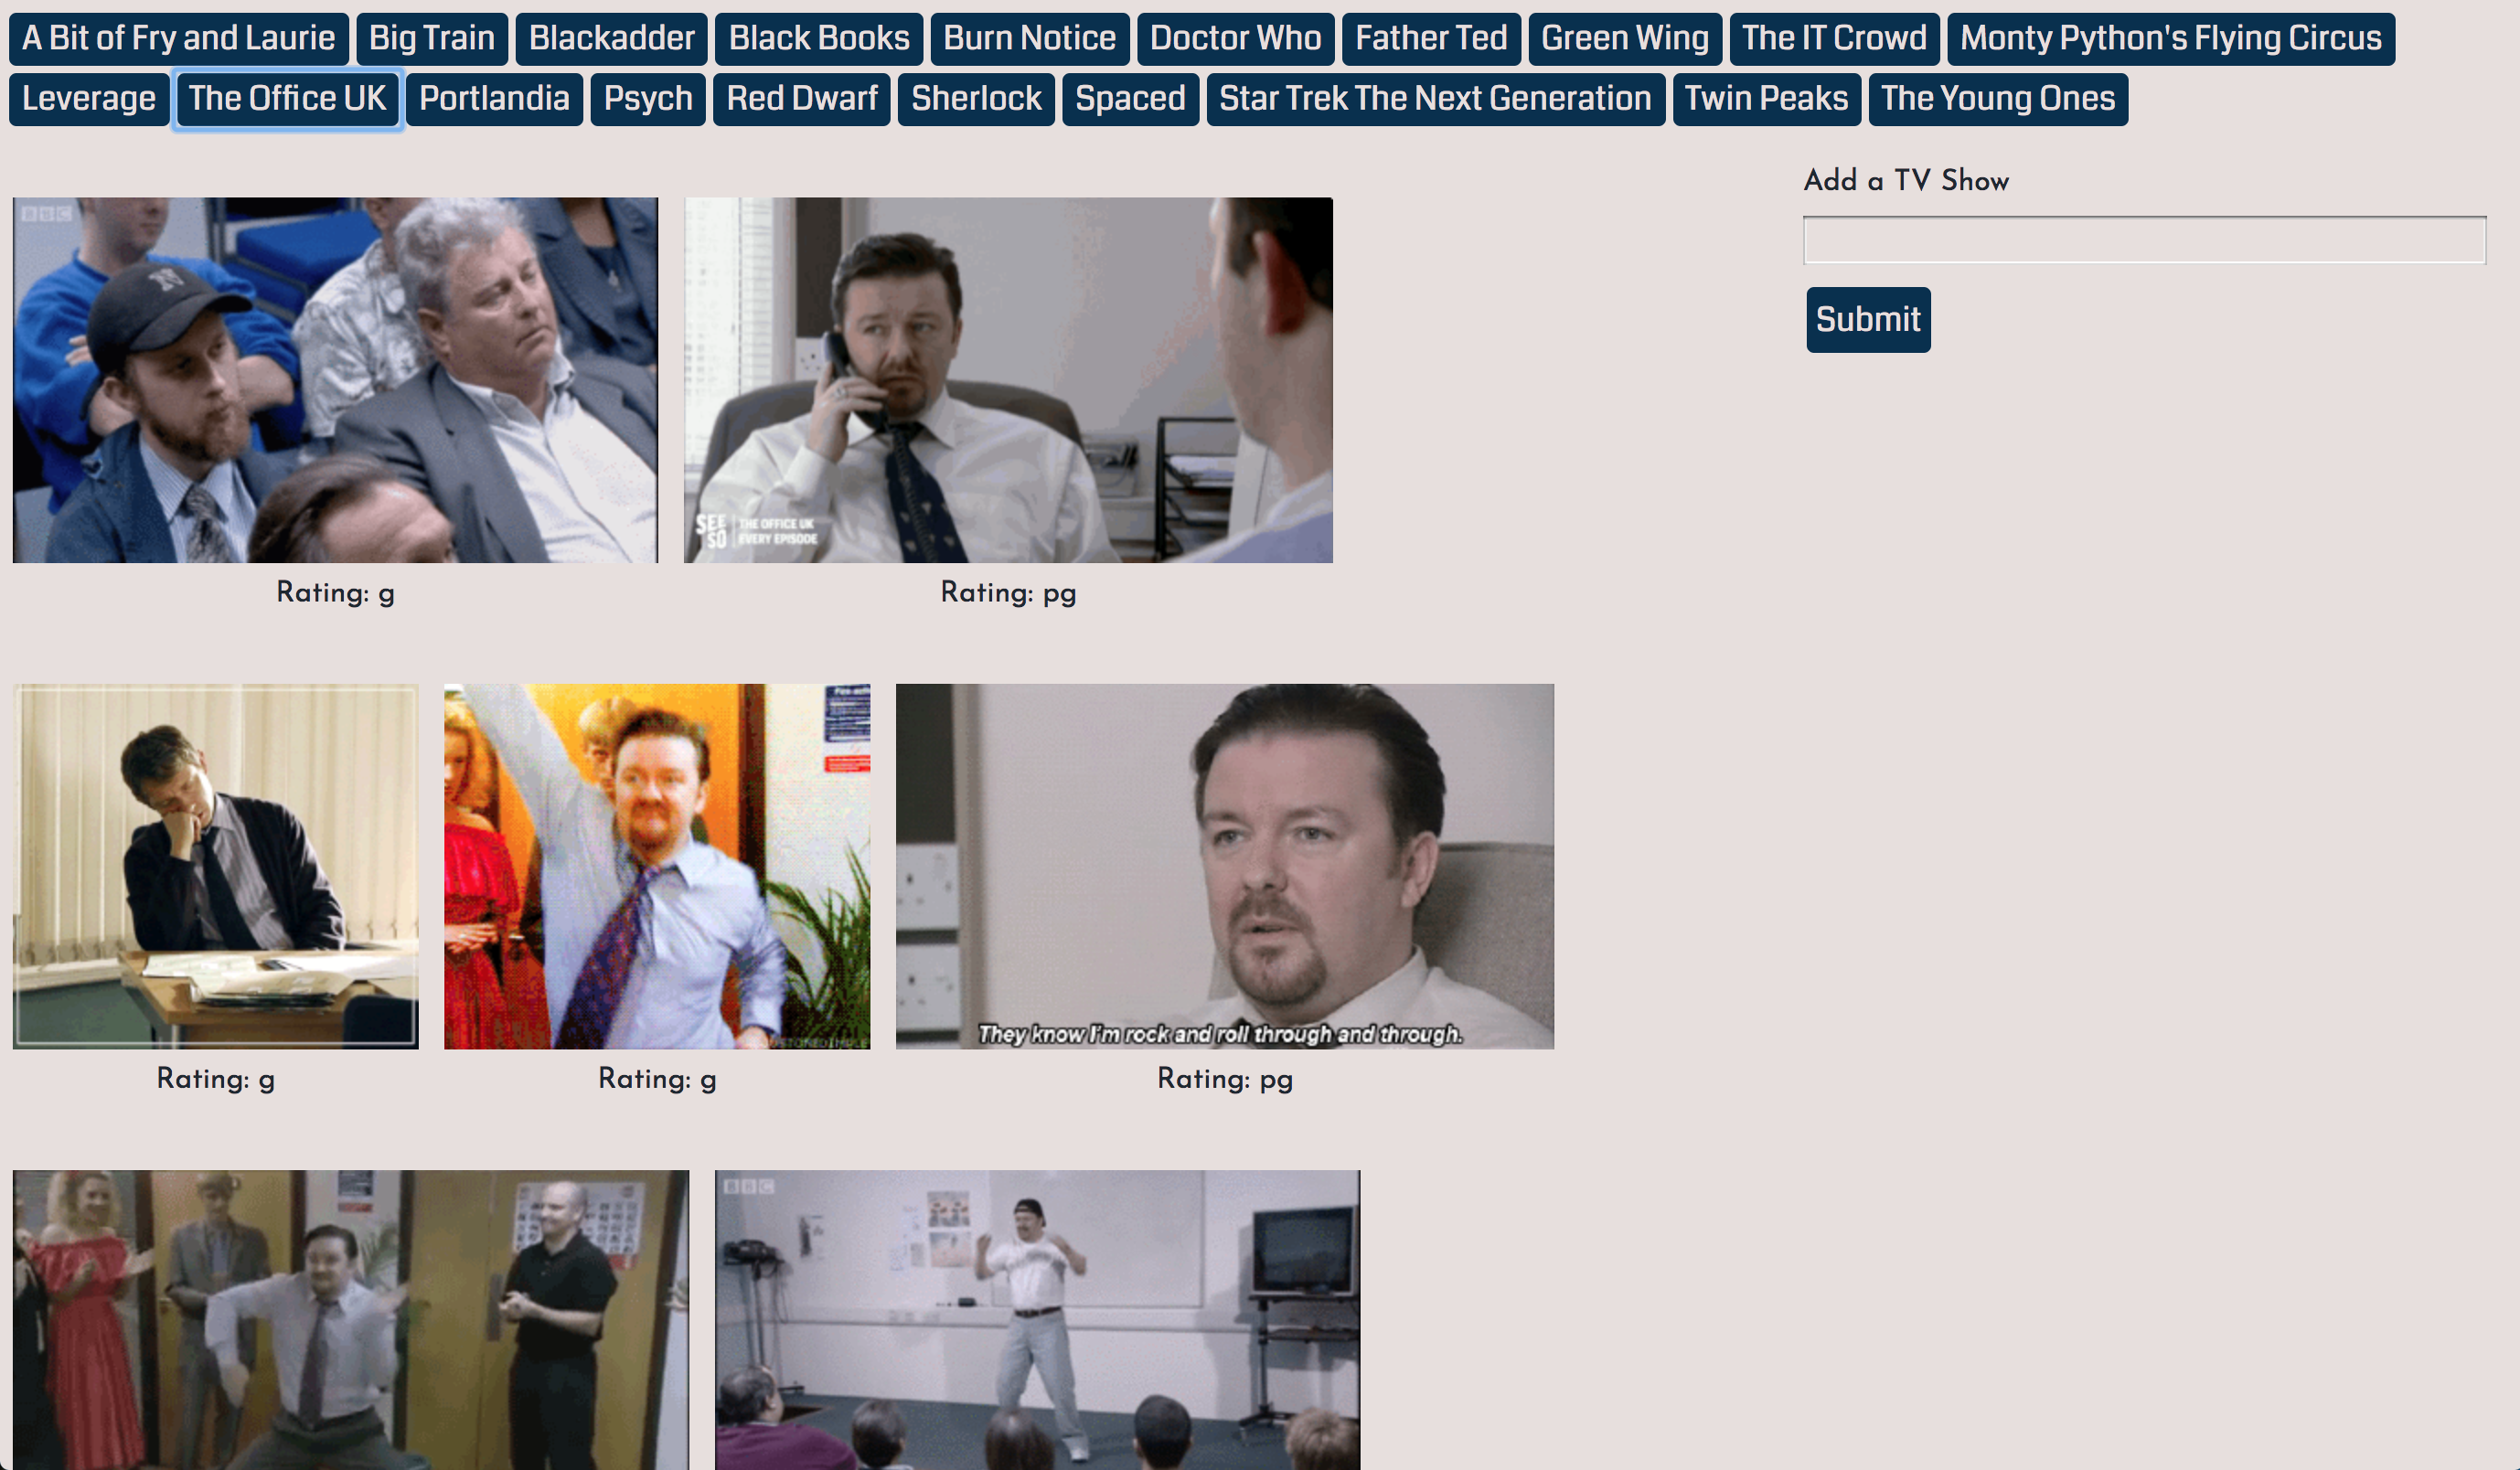 A Bit of Fry and Laurie Big Train Blackadder Black Books Burn Notice Doctor Who Father Ted Green Wing The IT Crowd Monty Python's Flying Circus
Leverage The Office UK Portlandia Psych Red Dwarf Sherlock Spaced Star Trek The Next Generation Twin Peaks The Young Ones
Add a TV Show
Submit
BBC
N
SEE SO
THE OFFICE UK
EVERY EPISODE
Rating: g
Rating: pg
They know I'm rock and roll through and through.
Rating: g
Rating: g
Rating: pg
BBC